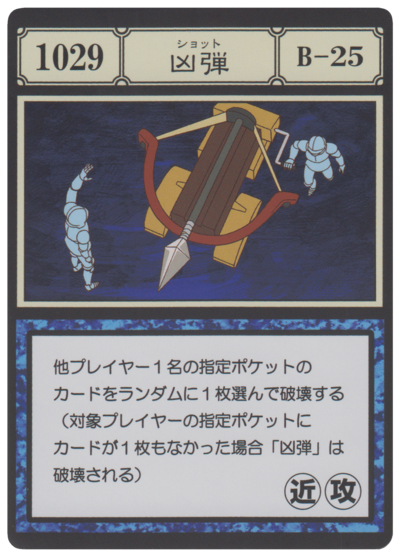 1029
ショット
凶弾
B-25
他プレイヤー1名の指定ポケットの
カードをランダムに1枚選んで破壊する
（対象プレイヤーの指定ポケットに
カードが1枚もなかった場合「凶弾」は
破壊される）
近 攻